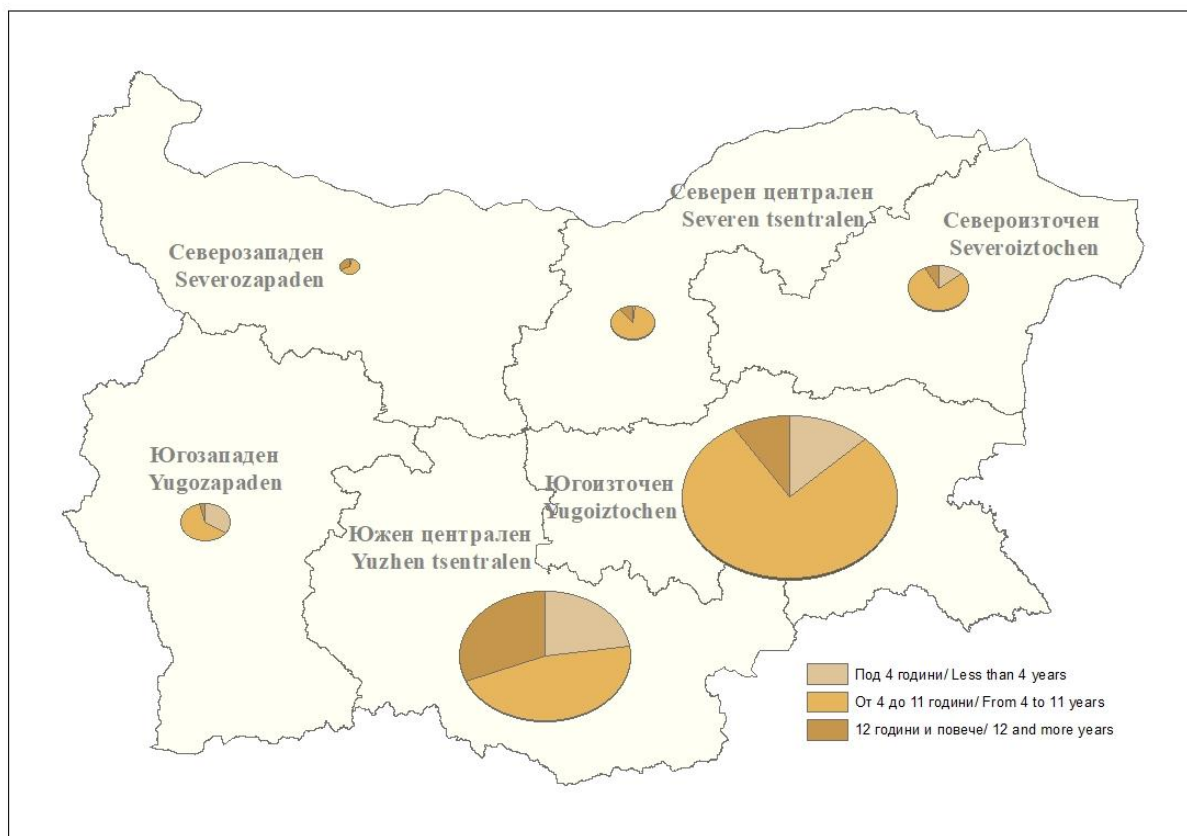 Северен централен
Severen tsentralen
Североизточен
Severoiztochen
Северозападен
Severozapaden
Югозападен
Yugozapaden
Югоизточен
Yugoiztochen
Южен централен
Yuzhen tsentralen
Под 4 години/ Less than 4 years
От 4 до 11 години/ From 4 to 11 years
12 години и повече/ 12 and more years